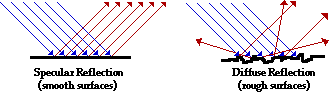 Specular Reflection
(smooth surfaces)
Diffuse Reflection
(rough surfaces)